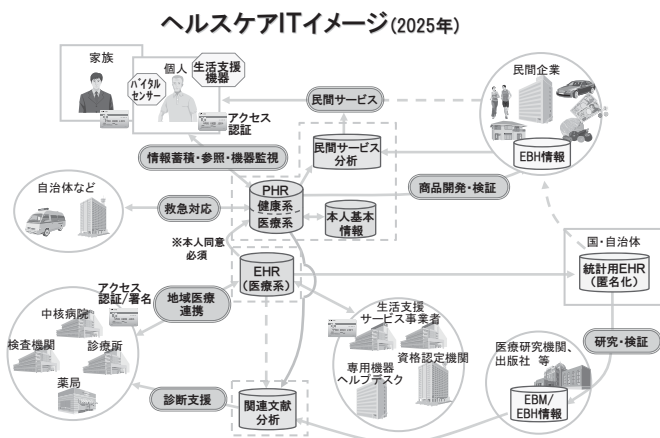 ヘルスケアITイメージ(2025年)
家族
個人
バイタル
センサー
生活支援
機器
アクセス
認証
民間サービス
民間企業
EBH情報
情報蓄積・参照・機器監視
民間サービス
分析
商品開発・検証
自治体など
救急対応
PHR
健康系
医療系
本人基本
情報
※本人同意
必須
国・自治体
統計用EHR
(匿名化)
EHR
(医療系)
アクセス
認証/署名
地域医療
連携
中核病院
検査機関
診療所
薬局
生活支援
サービス事業者
資格認定機関
専用機器
ヘルプデスク
研究・検証
医療研究機関、
出版社 等
EBM/
EBH情報
診断支援
関連文献
分析